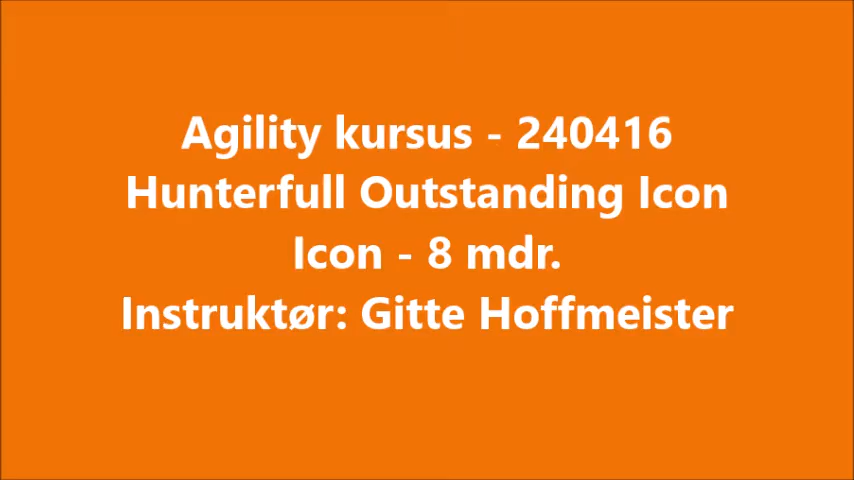 Agility kursus - 240416
Hunterfull Outstanding Icon
Icon - 8 mdr.
Instruktør: Gitte Hoffmeister